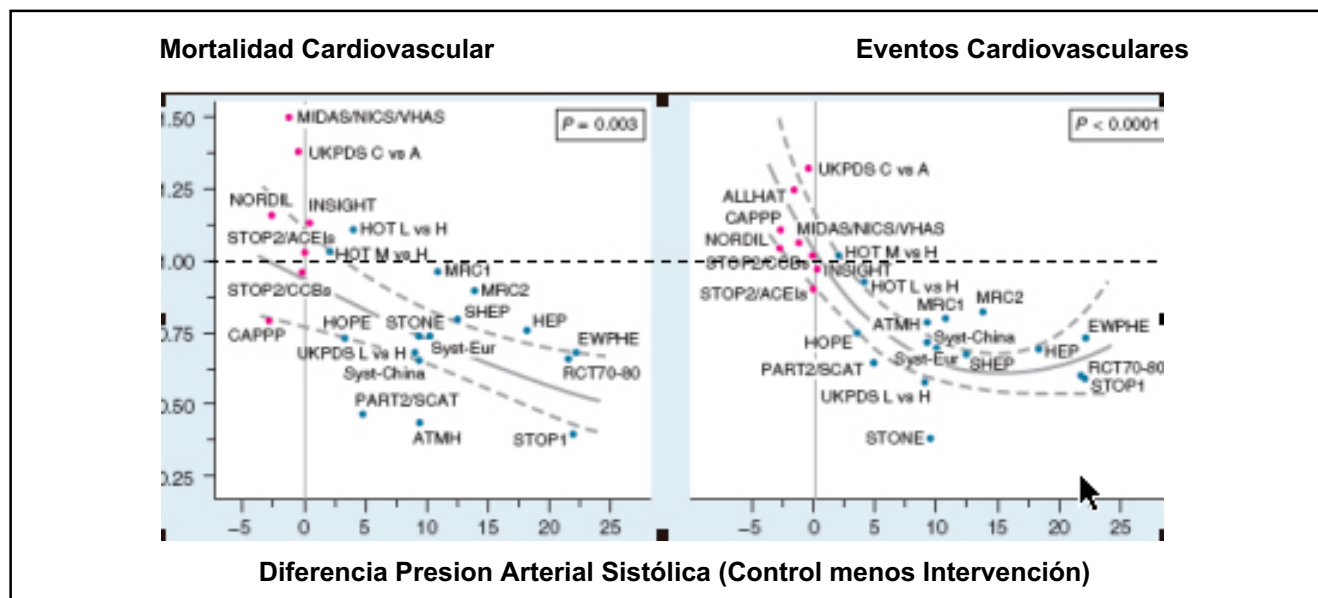 Mortalidad Cardiovascular
Eventos Cardiovasculares
1.50
MIDAS/NICS/VHAS
P = 0.003
UKPDS C vs A
1.25
NORDIL
INSIGHT
HOT L vs H
STOP2/ACEIs
HOT M vs H
1.00
MRC1
STOP2/CCBs
MRC2
CAPPP
HOPE
STONE
SHEP
HEP
EWPHE
0.75
UKPDS L vs H
Syst-Eur
Syst-China
RCT70-80
PART2/SCAT
0.50
ATMH
STOP1
0.25
-5 0 5 10 15 20 25
P < 0.0001
UKPDS C vs A
ALLHAT
CAPPP
MIDAS/NICS/VHAS
NORDIL
HOT M vs H
STOP2/CCBs
INSIGHT
STOP2/ACEIs
HOT L vs H
MRC1
MRC2
ATMH
EWPHE
HOPE
Syst-China
Syst-Eur
HEP
PART2/SCAT
SHEP
RCT70-80
UKPDS L vs H
STOP1
STONE
-5 0 5 10 15 20 25
Diferencia Presion Arterial Sistólica (Control menos Intervención)